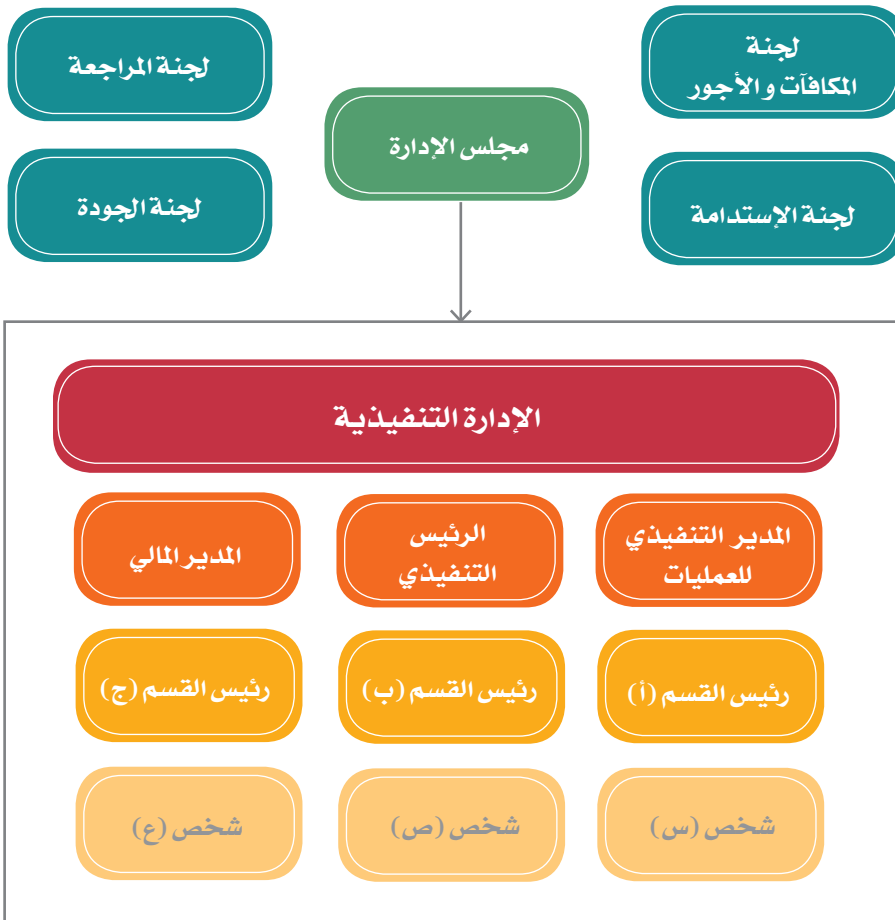 لجنة
المكافآت و الأجور
لجنة المراجعة
مجلس الإدارة
لجنة الإستدامة
لجنة الجودة
الإدارة التنفيذية
المدير التنفيذي
للعمليات
الرئيس
التنفيذي
المدير المالي
رئيس القسم (أ)
رئيس القسم (ب)
رئيس القسم (ج)
شخص (س)
شخص (ص)
شخص (ع)